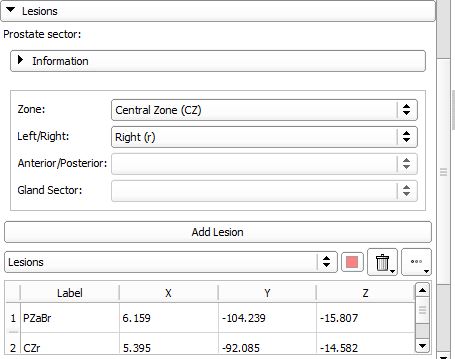 Lesions
Prostate sector:
Information
Zone: Central Zone (CZ)
Left/Right: Right (r)
Anterior/Posterior:
Gland Sector:
Add Lesion
Lesions
Label X Y Z
1 PZaBr 6.159 -104.239 -15.807
2 CZr 5.395 -92.085 -14.582